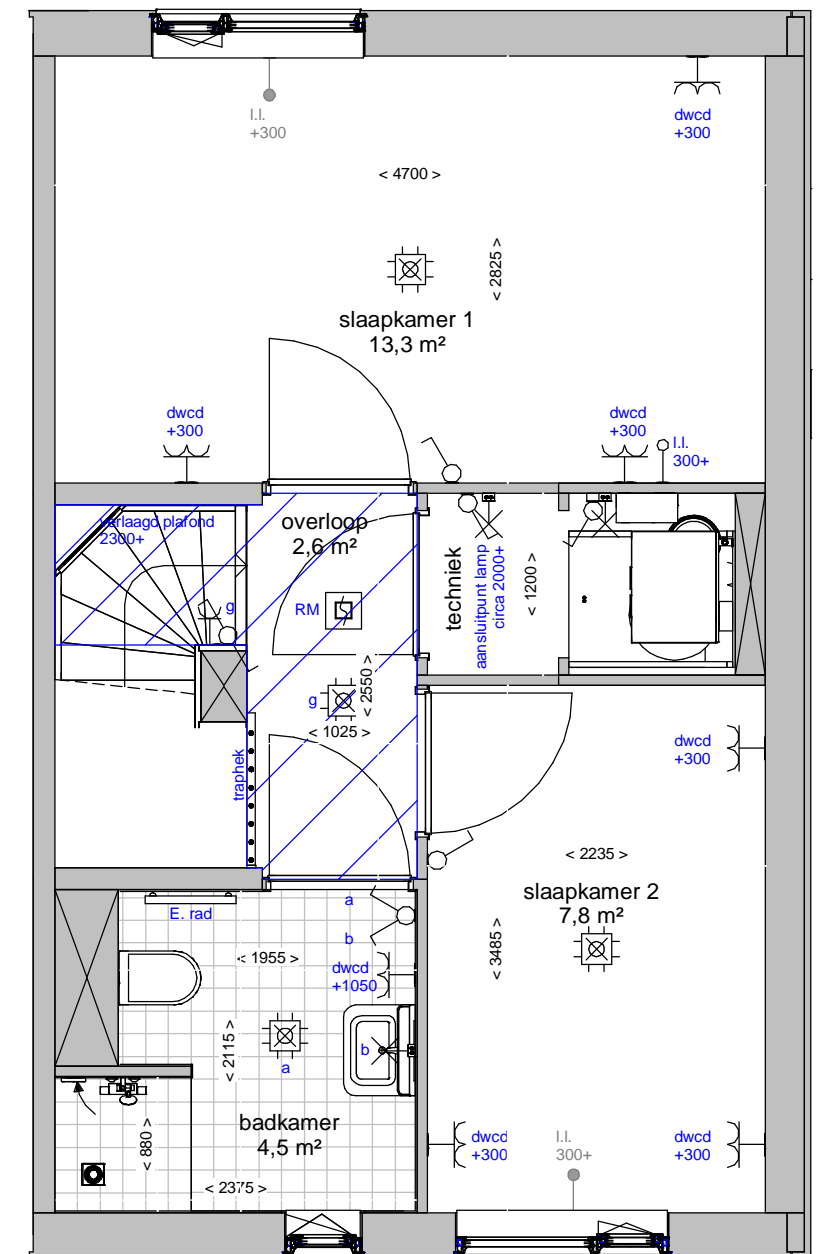 l.l.
+300
dwcd
+300
< 4700 >
< 2825 >
slaapkamer 1
13,3 m²
dwcd
+300
dwcd
+300
l.l.
300+
verlaagd plafond
2300+
overloop
2,6 m²
techniek
aansluitpunt lamp
circa 2000+
< 1200 >
g
RM
g
< 2550 >
< 1025 >
traphek
dwcd
+300
< 2235 >
slaapkamer 2
7,8 m²
< 3485 >
E. rad
a
b
< 1955 >
dwcd
+1050
b
< 2115 >
a
badkamer
4,5 m²
< 880 >
< 2375 >
dwcd
+300
l.l.
300+
dwcd
+300